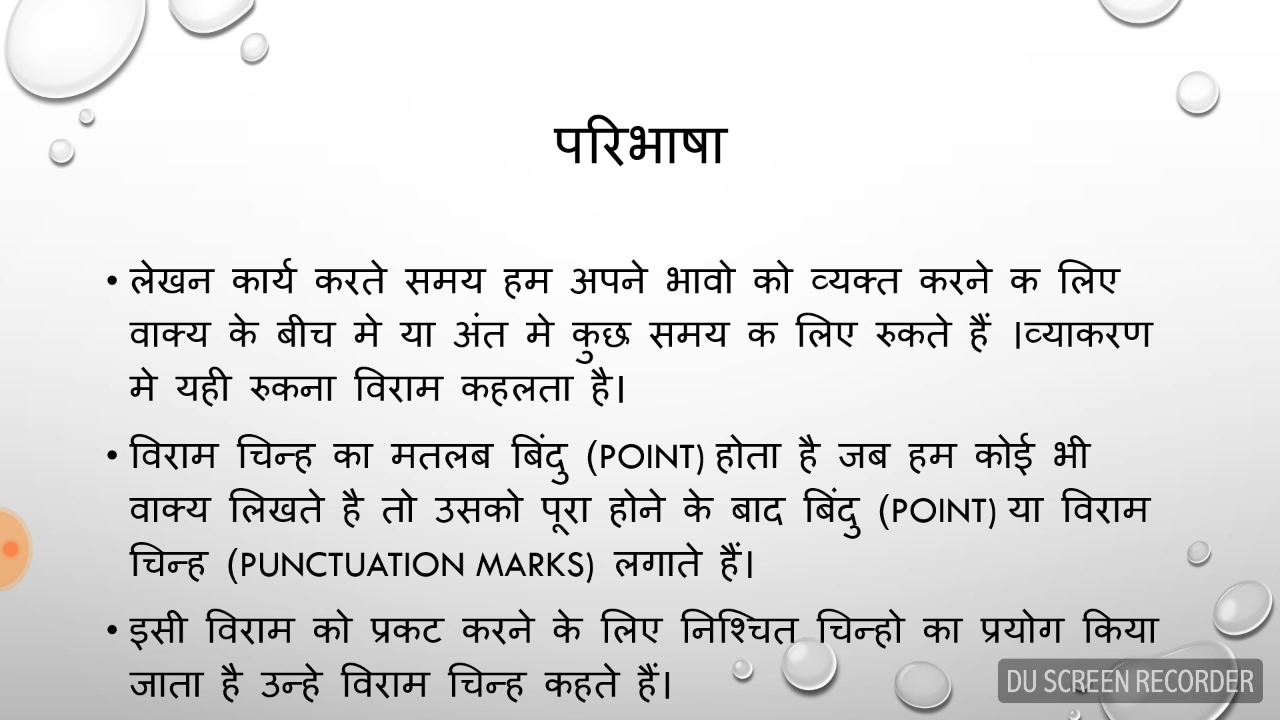 परिभाषा
• लेखन कार्य करते समय हम अपने भावो को व्यक्त करने क लिए
वाक्य के बीच मे या अंत मे कुछ समय क लिए रुकते हैं ।व्याकरण
मे यही रुकना विराम कहलता है।
• विराम चिन्ह का मतलब बिंदु (POINT) होता है जब हम कोई भी
वाक्य लिखते है तो उसको पूरा होने के बाद बिंदु (POINT) या विराम
चिन्ह (PUNCTUATION MARKS) लगाते हैं।
• इसी विराम को प्रकट करने के लिए निश्चित चिन्हो का प्रयोग किया
जाता है उन्हे विराम चिन्ह कहते हैं।
DU SCREEN RECORDER